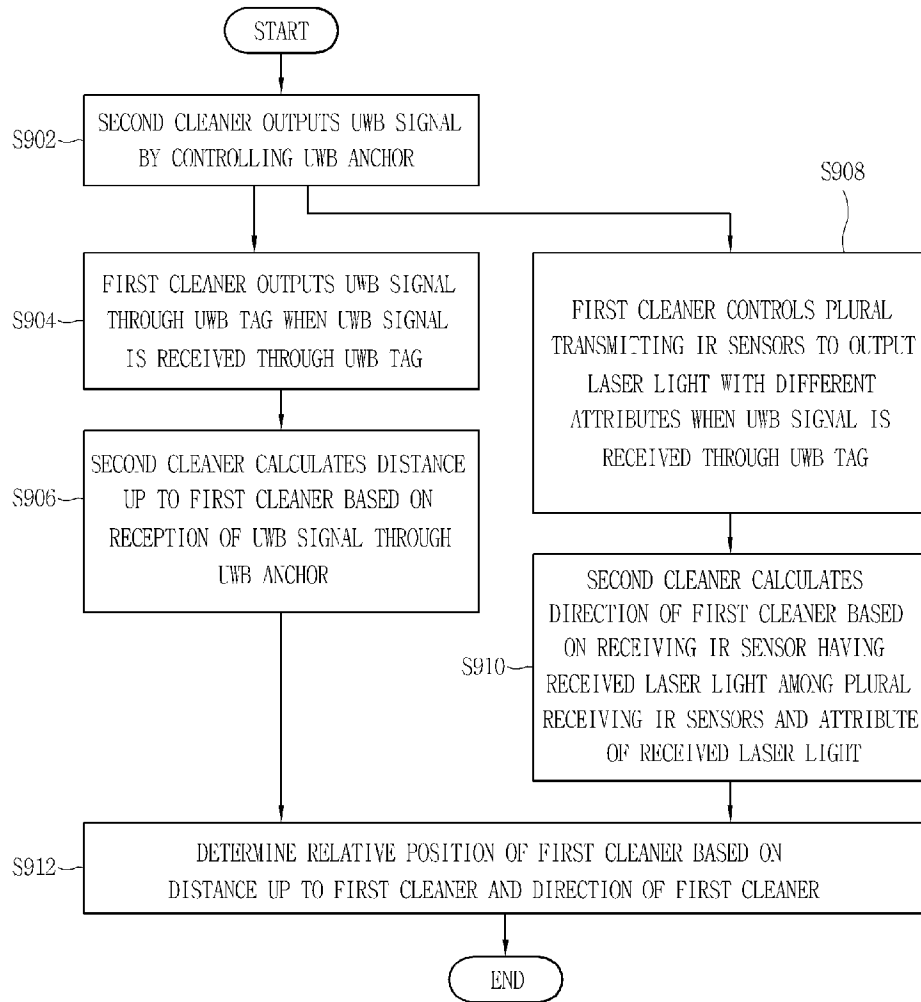 START
S902
SECOND CLEANER OUTPUTS UWB SIGNAL
BY CONTROLLING UWB ANCHOR
S904
FIRST CLEANER OUTPUTS UWB SIGNAL
THROUGH UWB TAG WHEN UWB SIGNAL
IS RECEIVED THROUGH UWB TAG
S906
SECOND CLEANER CALCULATES DISTANCE
UP TO FIRST CLEANER BASED ON
RECEPTION OF UWB SIGNAL THROUGH
UWB ANCHOR
S908
FIRST CLEANER CONTROLS PLURAL
TRANSMITTING IR SENSORS TO OUTPUT
LASER LIGHT WITH DIFFERENT
ATTRIBUTES WHEN UWB SIGNAL IS
RECEIVED THROUGH UWB TAG
S910
SECOND CLEANER CALCULATES
DIRECTION OF FIRST CLEANER BASED
ON RECEIVING IR SENSOR HAVING
RECEIVED LASER LIGHT AMONG PLURAL
RECEIVING IR SENSORS AND ATTRIBUTE
OF RECEIVED LASER LIGHT
S912
DETERMINE RELATIVE POSITION OF FIRST CLEANER BASED ON
DISTANCE UP TO FIRST CLEANER AND DIRECTION OF FIRST CLEANER
END